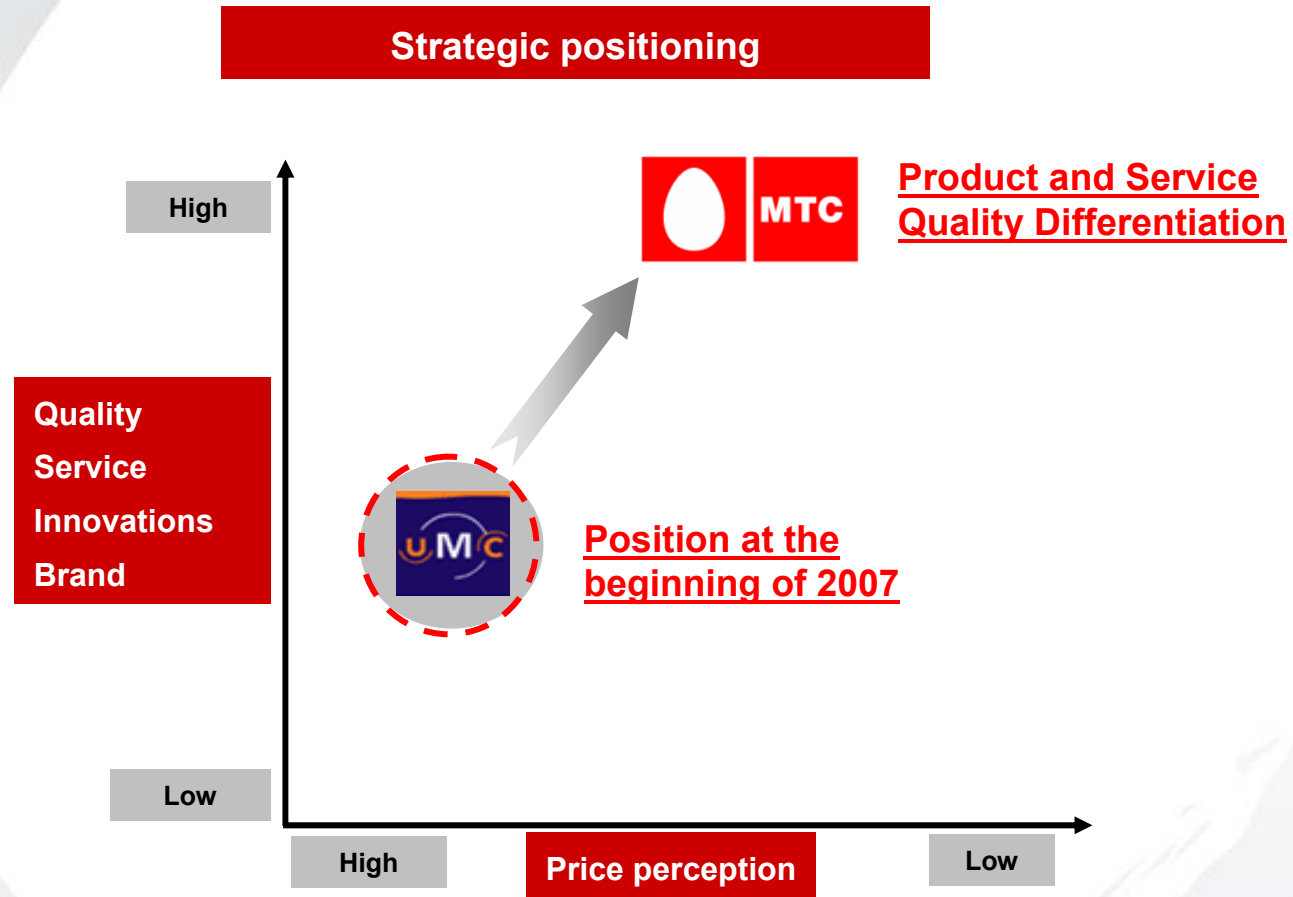 Strategic positioning
High
MTC
Product and Service
Quality Differentiation
Quality
Service
Innovations
Brand
UMC
Position at the
beginning of 2007
Low
High
Price perception
Low